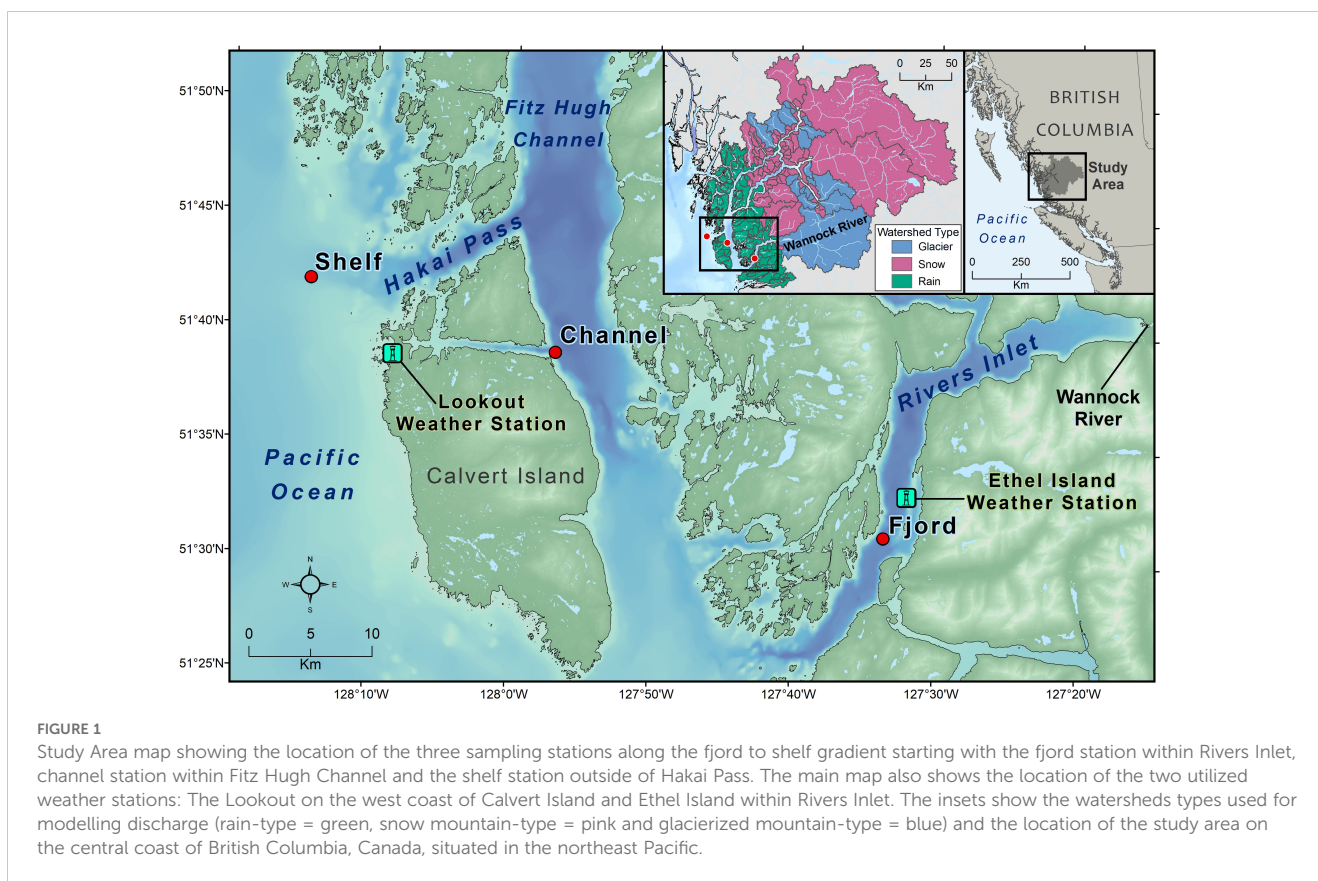 51°50'N
51°45'N
51°40'N
51°35'N
51°30'N
51°25'N
128°10'W
128°0'W
127°50'W
127°40'W
127°30'W
127°20'W
Fitz Hugh
Channel
Hakai Pass
Shelf
Channel
Lookout
Weather Station
Pacific
Ocean
Calvert Island
Rivers Inlet
Wannock
River
Ethel Island
Weather Station
Fjord
N
W
E
S
0 5 10
Km
0 25 50
Km
Wannock River
Watershed Type
Glacier
Snow
Rain
BRITISH
COLUMBIA
Study
Area
Pacific
Ocean
0 250 500
Km
FIGURE 1
Study Area map showing the location of the three sampling stations along the fjord to shelf gradient starting with the fjord station within Rivers Inlet,
channel station within Fitz Hugh Channel and the shelf station outside of Hakai Pass. The main map also shows the location of the two utilized
weather stations: The Lookout on the west coast of Calvert Island and Ethel Island within Rivers Inlet. The insets show the watersheds types used for
modelling discharge (rain-type = green, snow mountain-type = pink and glacierized mountain-type = blue) and the location of the study area on
the central coast of British Columbia, Canada, situated in the northeast Pacific.